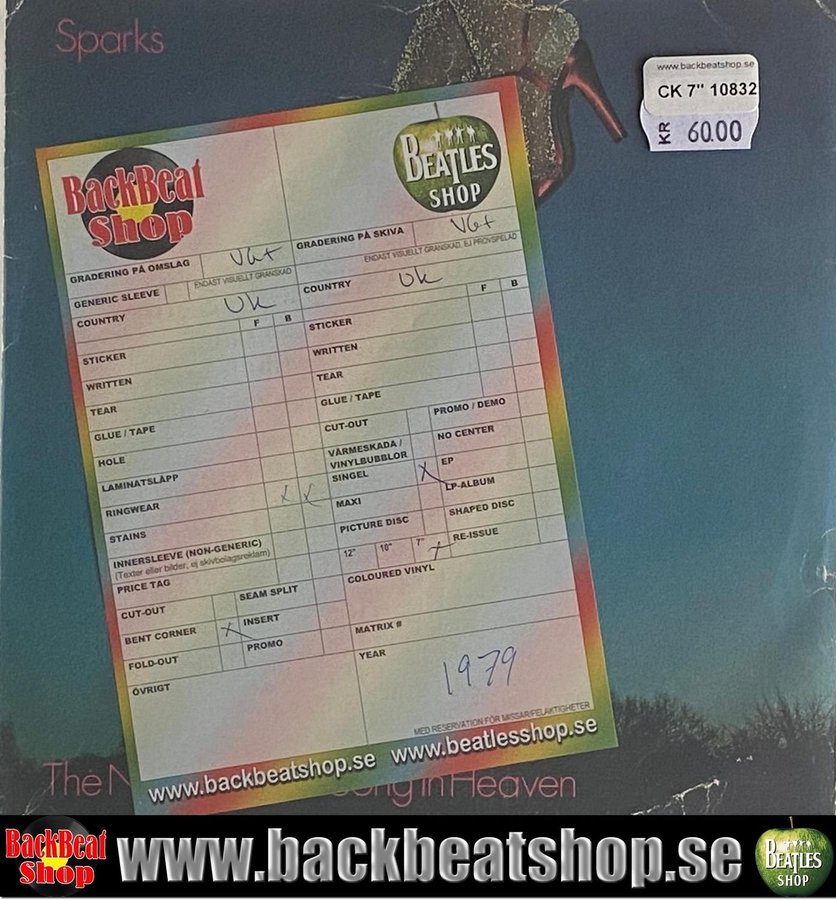 Sparks
www.backbeatshop.se
CK 7" 10832
KR 60.00
BackBeat
Shop
BEATLES
SHOP
GRADERING PÅ OMSLAG VG+
ENDAST VISUELLT GRANSKAD
GENERIC SLEEVE
COUNTRY UK
F B
STICKER
WRITTEN
TEAR
GLUE / TAPE
HOLE
LAMINATSLÄPP
RINGWEAR X X
STAINS
INNERSLEEVE (NON-GENERIC)
(Texter eller bilder, ej skivbolagsreklam)
PRICE TAG
CUT-OUT SEAM SPLIT
BENT CORNER X INSERT
FOLD-OUT PROMO
ÖVRIGT
GRADERING PÅ SKIVA VG+
ENDAST VISUELLT GRANSKAD, EJ PROVSPELAD
COUNTRY UK
F B
STICKER
WRITTEN
TEAR
GLUE / TAPE
CUT-OUT PROMO / DEMO
VÄRMESKADA / NO CENTER
VINYLBUBBLOR
SINGEL X EP
MAXI LP-ALBUM
PICTURE DISC SHAPED DISC
12" 10" 7" X RE-ISSUE
COLOURED VINYL
MATRIX #
YEAR
1979
MED RESERVATION FÖR MISSAR/FELAKTIGHETER
www.backbeatshop.se www.beatlesshop.se
The N Song in Heaven
BackBeat
Shop
www.backbeatshop.se
BEATLES
SHOP